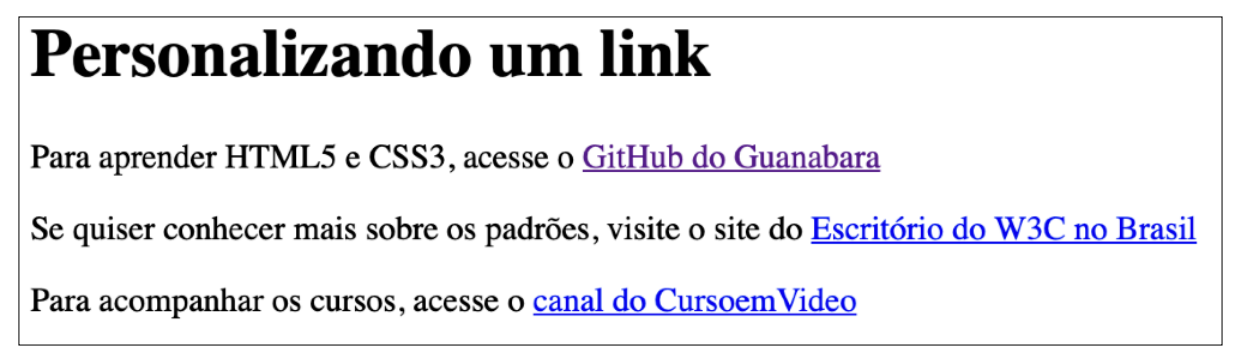 Personalizando um link
Para aprender HTML5 e CSS3, acesse o GitHub do Guanabara
Se quiser conhecer mais sobre os padrões, visite o site do Escritório do W3C no Brasil
Para acompanhar os cursos, acesse o canal do CursoemVideo